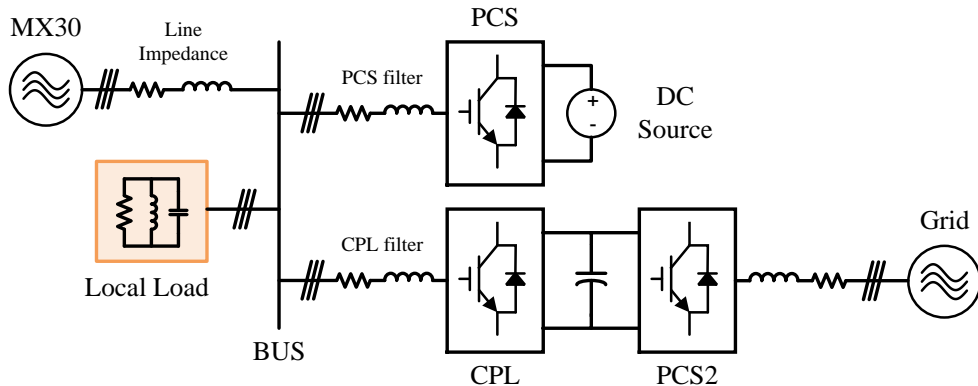 MX30
Line
Impedance
PCS
PCS filter
+
-
DC
Source
Local Load
CPL filter
Grid
BUS
CPL
PCS2